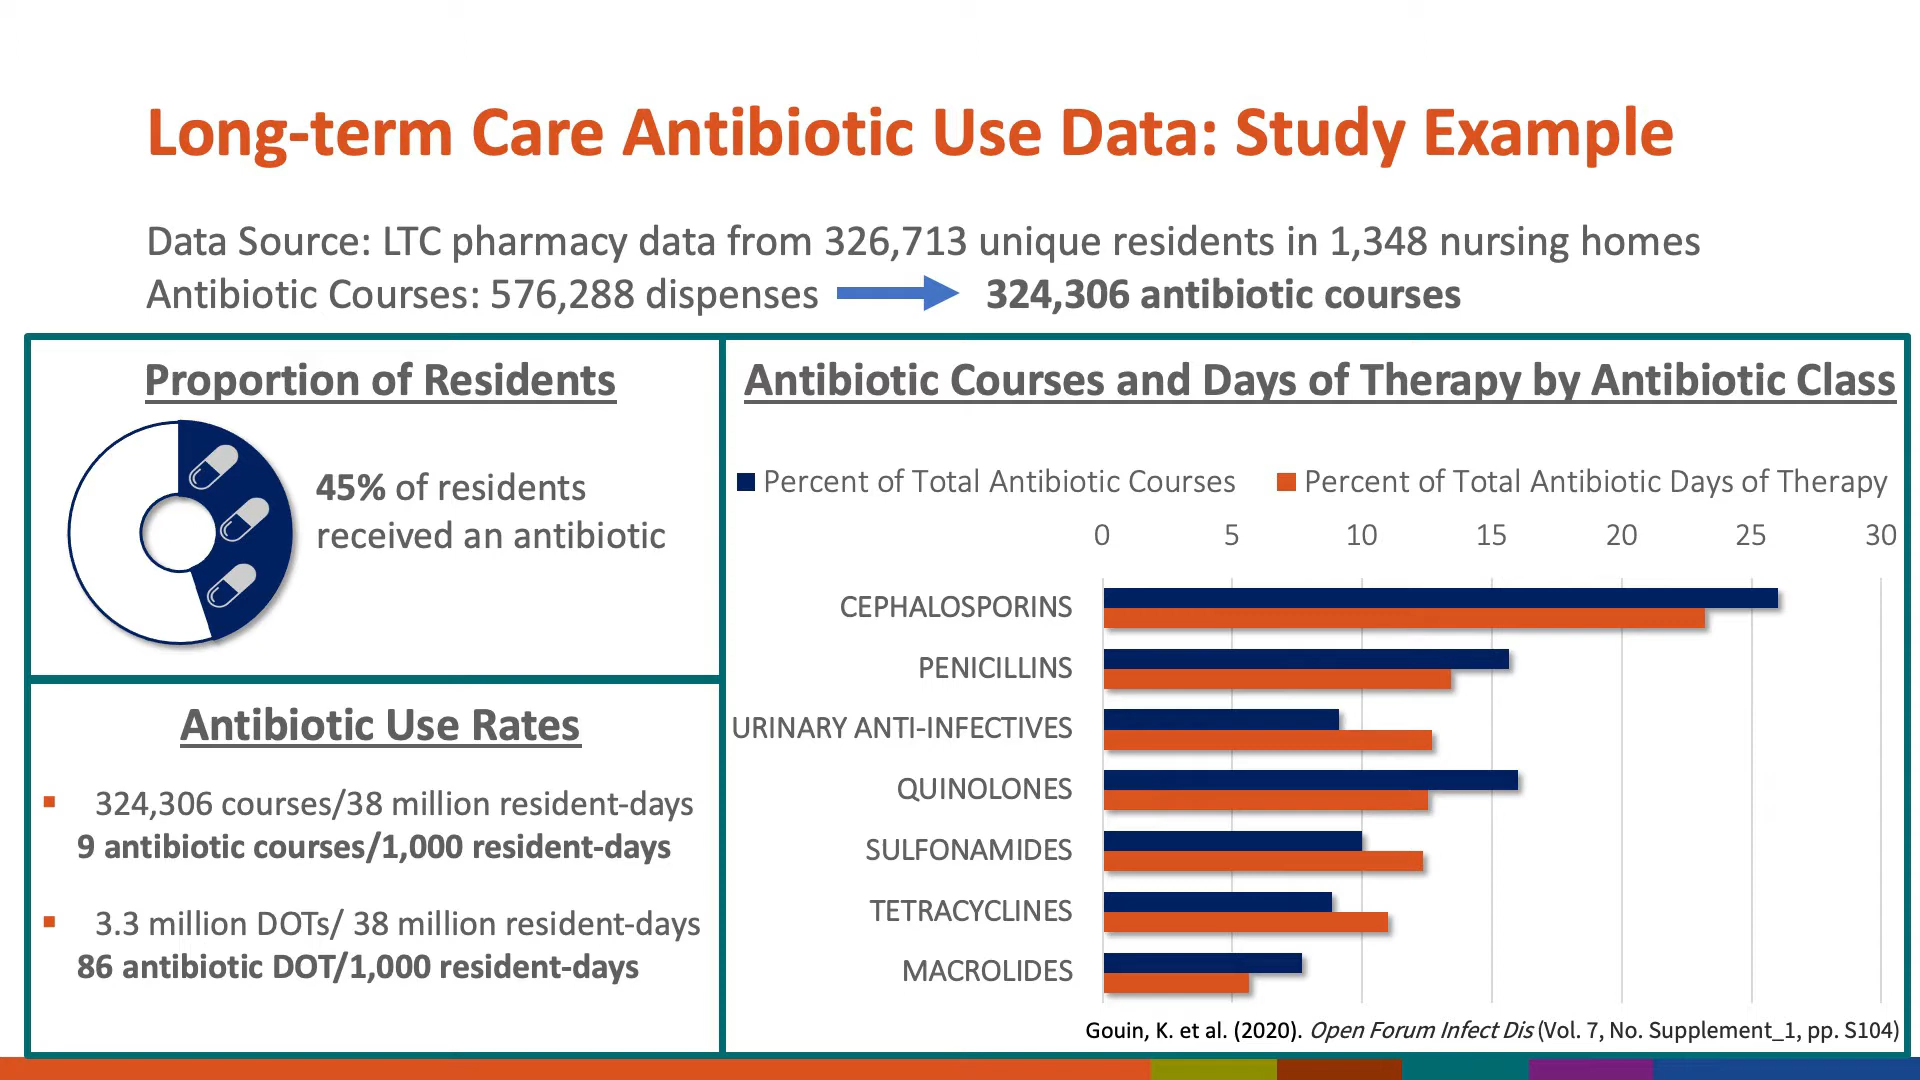 Long-term Care Antibiotic Use Data: Study Example
Data Source: LTC pharmacy data from 326,713 unique residents in 1,348 nursing homes
Antibiotic Courses: 576,288 dispenses 324,306 antibiotic courses
Proportion of Residents
45% of residents
received an antibiotic
Antibiotic Use Rates
324,306 courses/38 million resident-days
9 antibiotic courses/1,000 resident-days
3.3 million DOTs/ 38 million resident-days
86 antibiotic DOT/1,000 resident-days
Antibiotic Courses and Days of Therapy by Antibiotic Class
Percent of Total Antibiotic Courses Percent of Total Antibiotic Days of Therapy
0 5 10 15 20 25 30
CEPHALOSPORINS
PENICILLINS
URINARY ANTI-INFECTIVES
QUINOLONES
SULFONAMIDES
TETRACYCLINES
MACROLIDES
Gouin, K. et al. (2020). Open Forum Infect Dis (Vol. 7, No. Supplement_1, pp. S104)